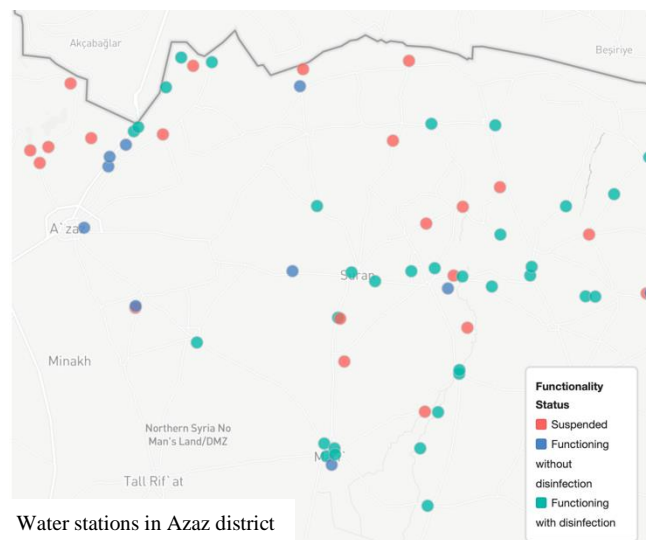 Akçabağlar
Beşiriye
A`zaz
Suran
Minakh
Northern Syria No
Man's Land/DMZ
Tall Rif`at
Functionality
Status
Suspended
Functioning
without
disinfection
Functioning
with disinfection
Water stations in Azaz district